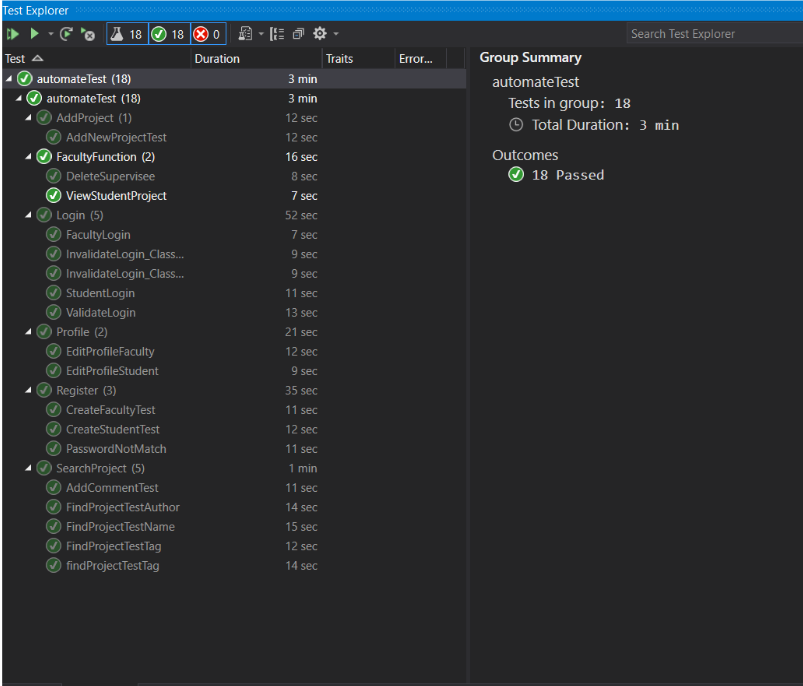 Test Explorer
18 18 0
Search Test Explorer
Test Duration Traits Error...
automateTest (18) 3 min
automateTest (18) 3 min
AddProject (1) 12 sec
AddNewProjectTest 12 sec
FacultyFunction (2) 16 sec
DeleteSupervisee 8 sec
ViewStudentProject 7 sec
Login (5) 52 sec
FacultyLogin 7 sec
InvalidateLogin_Class... 9 sec
InvalidateLogin_Class... 9 sec
StudentLogin 11 sec
ValidateLogin 13 sec
Profile (2) 21 sec
EditProfileFaculty 12 sec
EditProfileStudent 9 sec
Register (3) 35 sec
CreateFacultyTest 11 sec
CreateStudentTest 12 sec
PasswordNotMatch 11 sec
SearchProject (5) 1 min
AddCommentTest 11 sec
FindProjectTestAuthor 14 sec
FindProjectTestName 15 sec
FindProjectTestTag 12 sec
findProjectTestTag 14 sec
Group Summary
automateTest
Tests in group: 18
Total Duration: 3 min
Outcomes
18 Passed